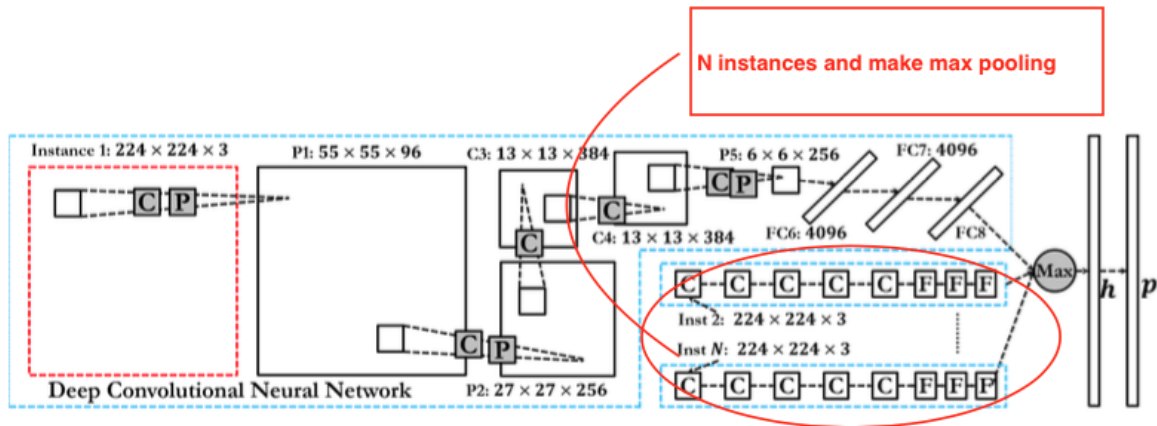 N instances and make max pooling
Instance 1: 224 × 224 × 3
P1: 55 × 55 × 96
C3: 13 × 13 × 384
P5: 6 × 6 × 256
FC7: 4096
C P
C
C
C P
C4: 13 × 13 × 384
FC6: 4096
FC8
Max
h
p
C C C C C F F F
Inst 2: 224 × 224 × 3
Inst N: 224 × 224 × 3
C P
C C C C C F F F
Deep Convolutional Neural Network
P2: 27 × 27 × 256